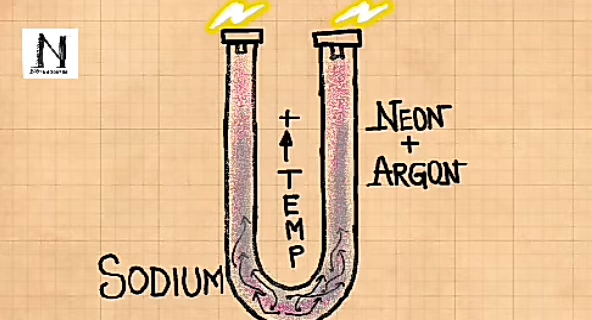 N
NEON
+
ARGON
+
TEMP
SODIUM